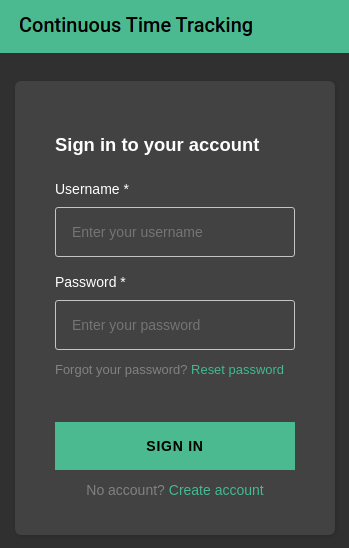 Continuous Time Tracking
Sign in to your account
Username *
Enter your username
Password *
Enter your password
Forgot your password? Reset password
SIGN IN
No account? Create account